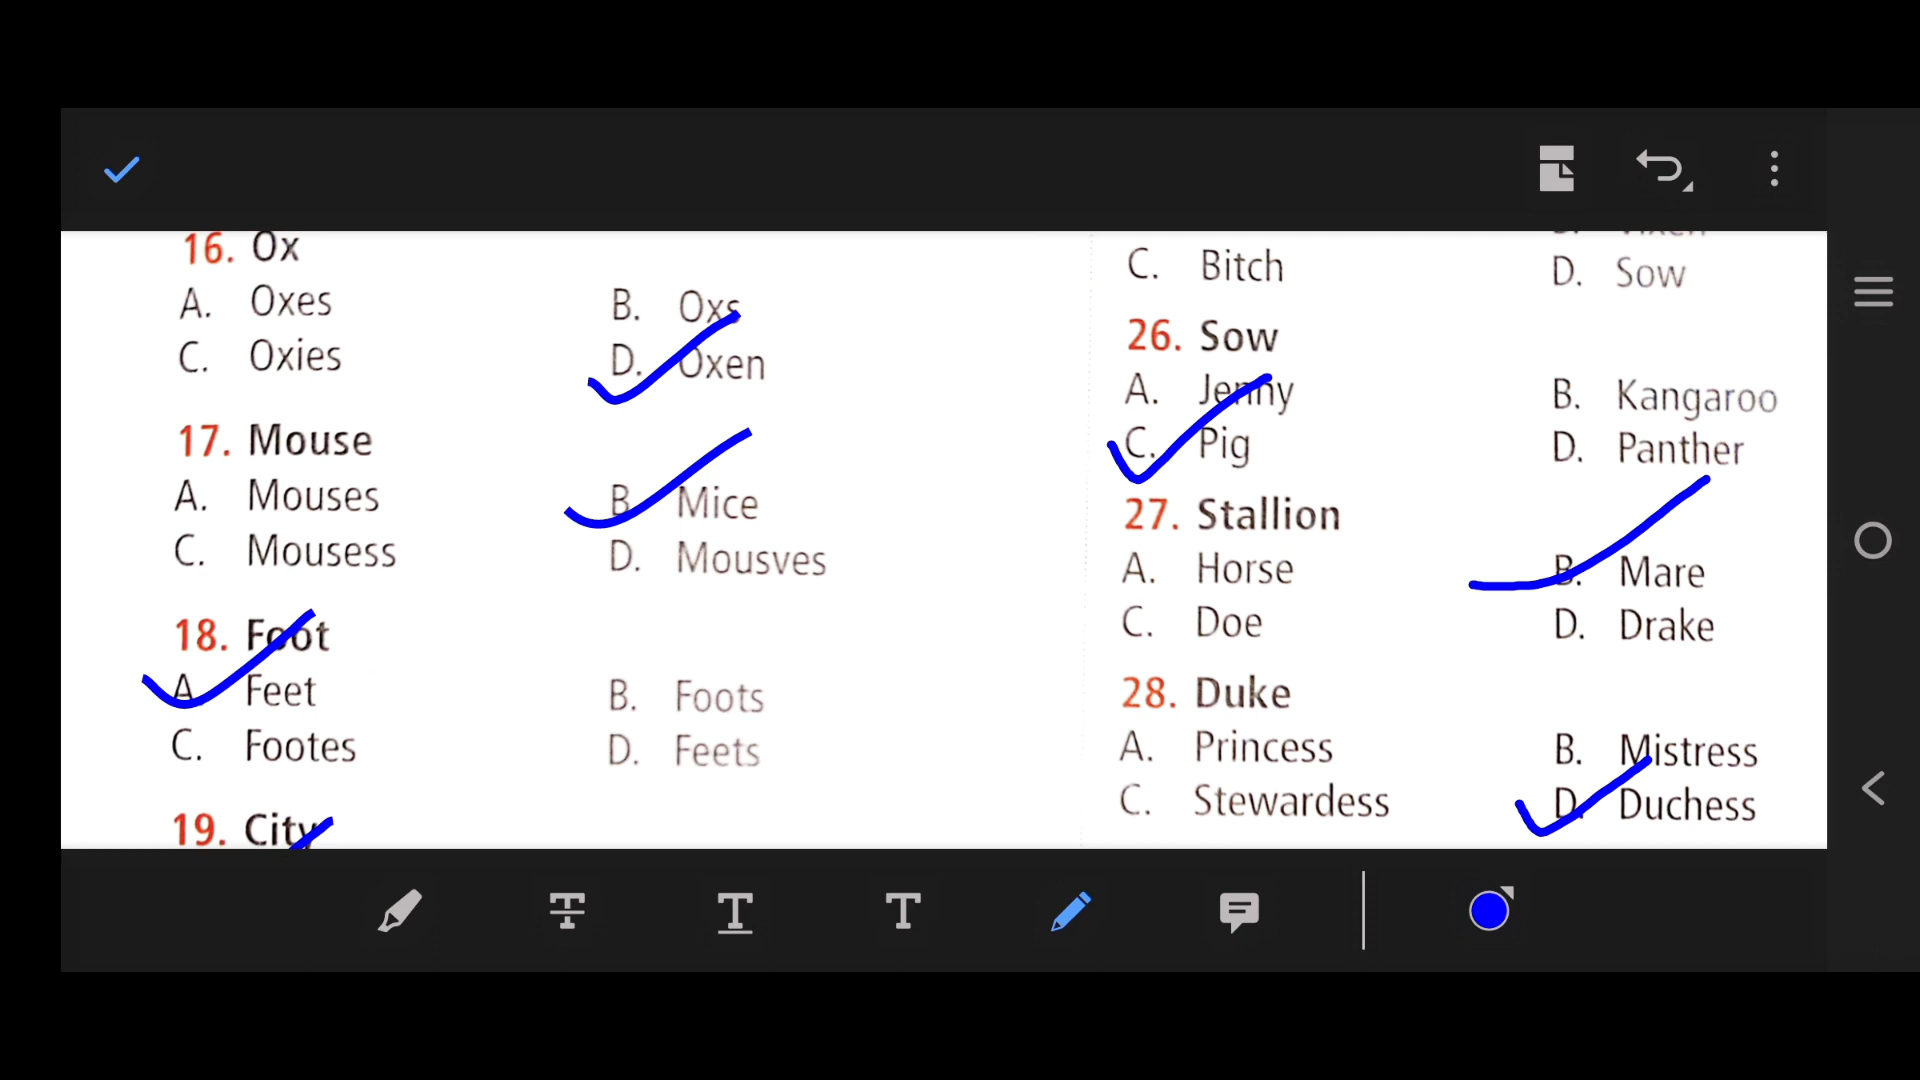 16. Ox
A. Oxes B. Oxs
C. Oxies D. Oxen
17. Mouse
A. Mouses B. Mice
C. Mousess D. Mousves
18. Foot
A. Feet B. Foots
C. Footes D. Feets
19. City
C. Bitch D. Sow
26. Sow
A. Jenny B. Kangaroo
C. Pig D. Panther
27. Stallion
A. Horse B. Mare
C. Doe D. Drake
28. Duke
A. Princess B. Mistress
C. Stewardess D. Duchess